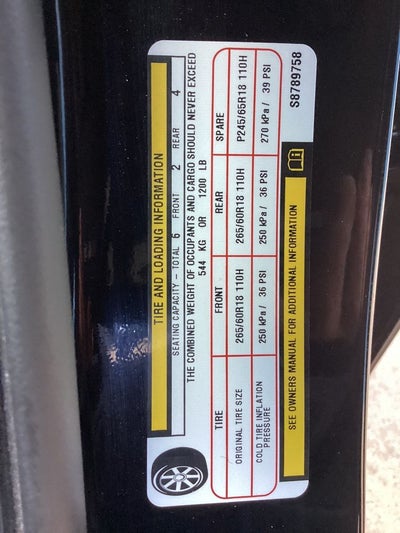 TIRE AND LOADING INFORMATION
SEATING CAPACITY – TOTAL 6 FRONT 2 REAR 4
THE COMBINED WEIGHT OF OCCUPANTS AND CARGO SHOULD NEVER EXCEED
544 KG OR 1200 LB
TIRE FRONT REAR SPARE
ORIGINAL TIRE SIZE 265/60R18 110H 265/60R18 110H P245/65R18 110H
COLD TIRE INFLATION
PRESSURE 250 kPa / 36 PSI 250 kPa / 36 PSI 270 kPa / 39 PSI
SEE OWNERS MANUAL FOR ADDITIONAL INFORMATION
S8789758